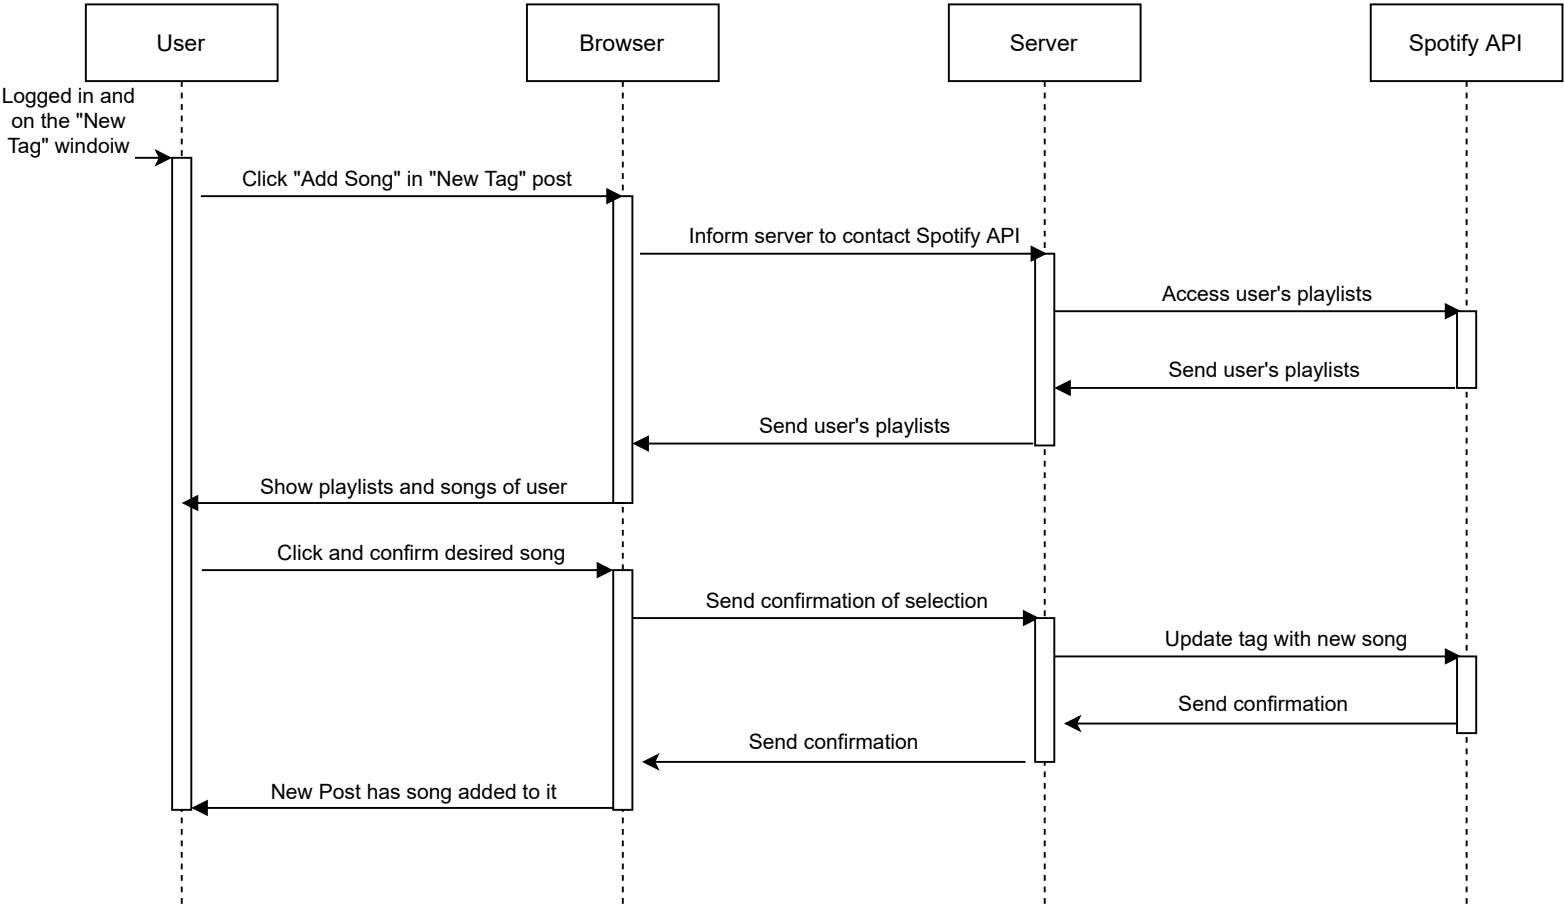 User
Browser
Server
Spotify API
Logged in and
on the "New
Tag" windoiw
Click "Add Song" in "New Tag" post
Inform server to contact Spotify API
Access user's playlists
Send user's playlists
Send user's playlists
Show playlists and songs of user
Click and confirm desired song
Send confirmation of selection
Update tag with new song
Send confirmation
Send confirmation
New Post has song added to it